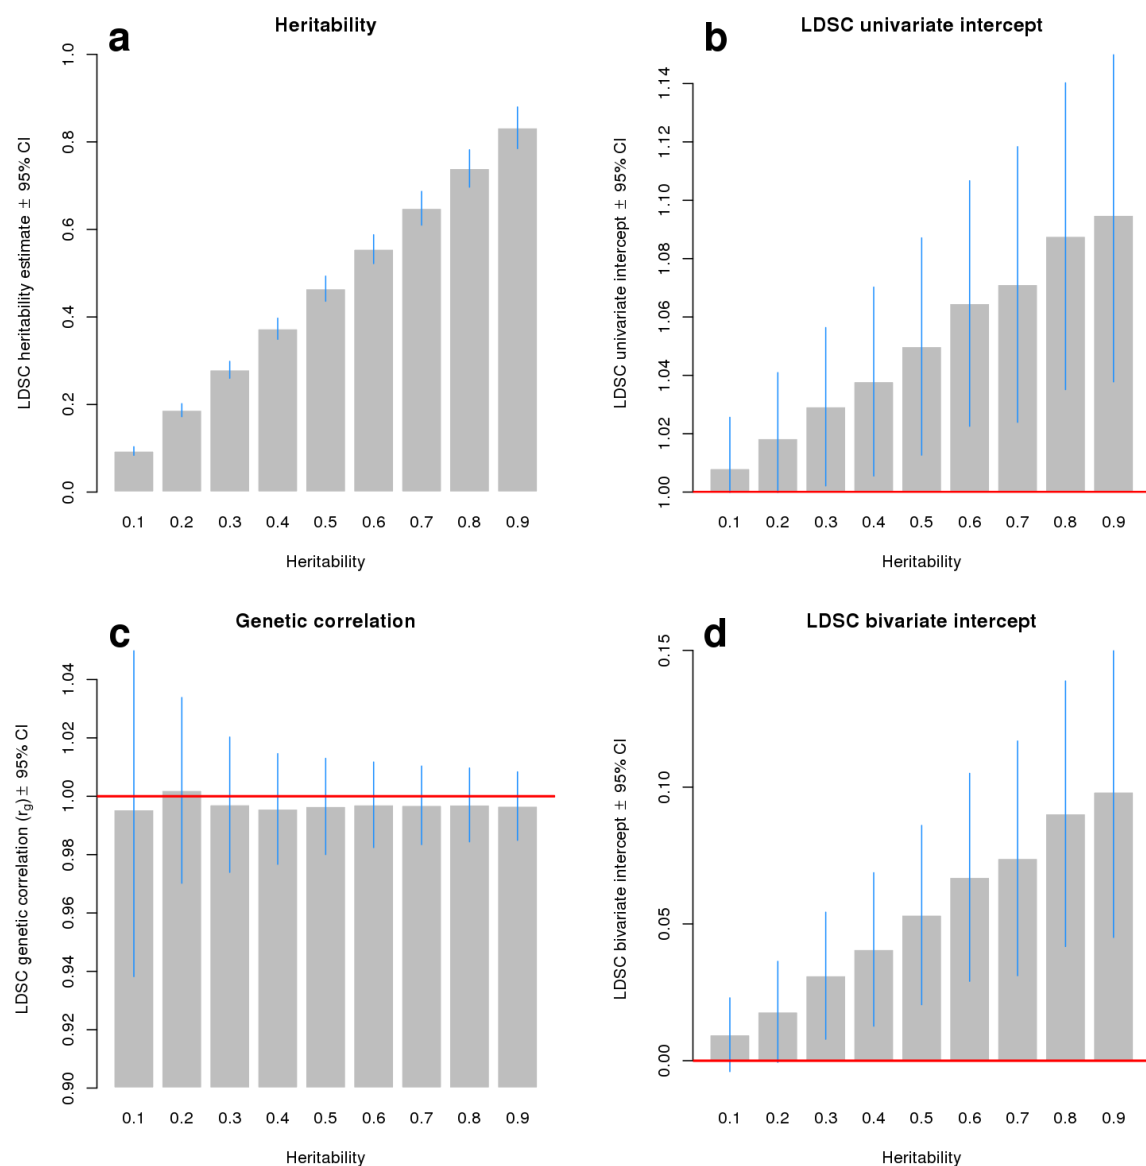 a
Heritability
LDSC heritability estimate ± 95% CI
1.0
0.8
0.6
0.4
0.2
0.0
0.1 0.2 0.3 0.4 0.5 0.6 0.7 0.8 0.9
Heritability
b
LDSC univariate intercept
LDSC univariate intercept ± 95% CI
1.14
1.12
1.10
1.08
1.06
1.04
1.02
1.00
0.1 0.2 0.3 0.4 0.5 0.6 0.7 0.8 0.9
Heritability
c
Genetic correlation
LDSC genetic correlation (rg) ± 95% CI
1.04
1.02
1.00
0.98
0.96
0.94
0.92
0.90
0.1 0.2 0.3 0.4 0.5 0.6 0.7 0.8 0.9
Heritability
d
LDSC bivariate intercept
LDSC bivariate intercept ± 95% CI
0.15
0.10
0.05
0.00
0.1 0.2 0.3 0.4 0.5 0.6 0.7 0.8 0.9
Heritability